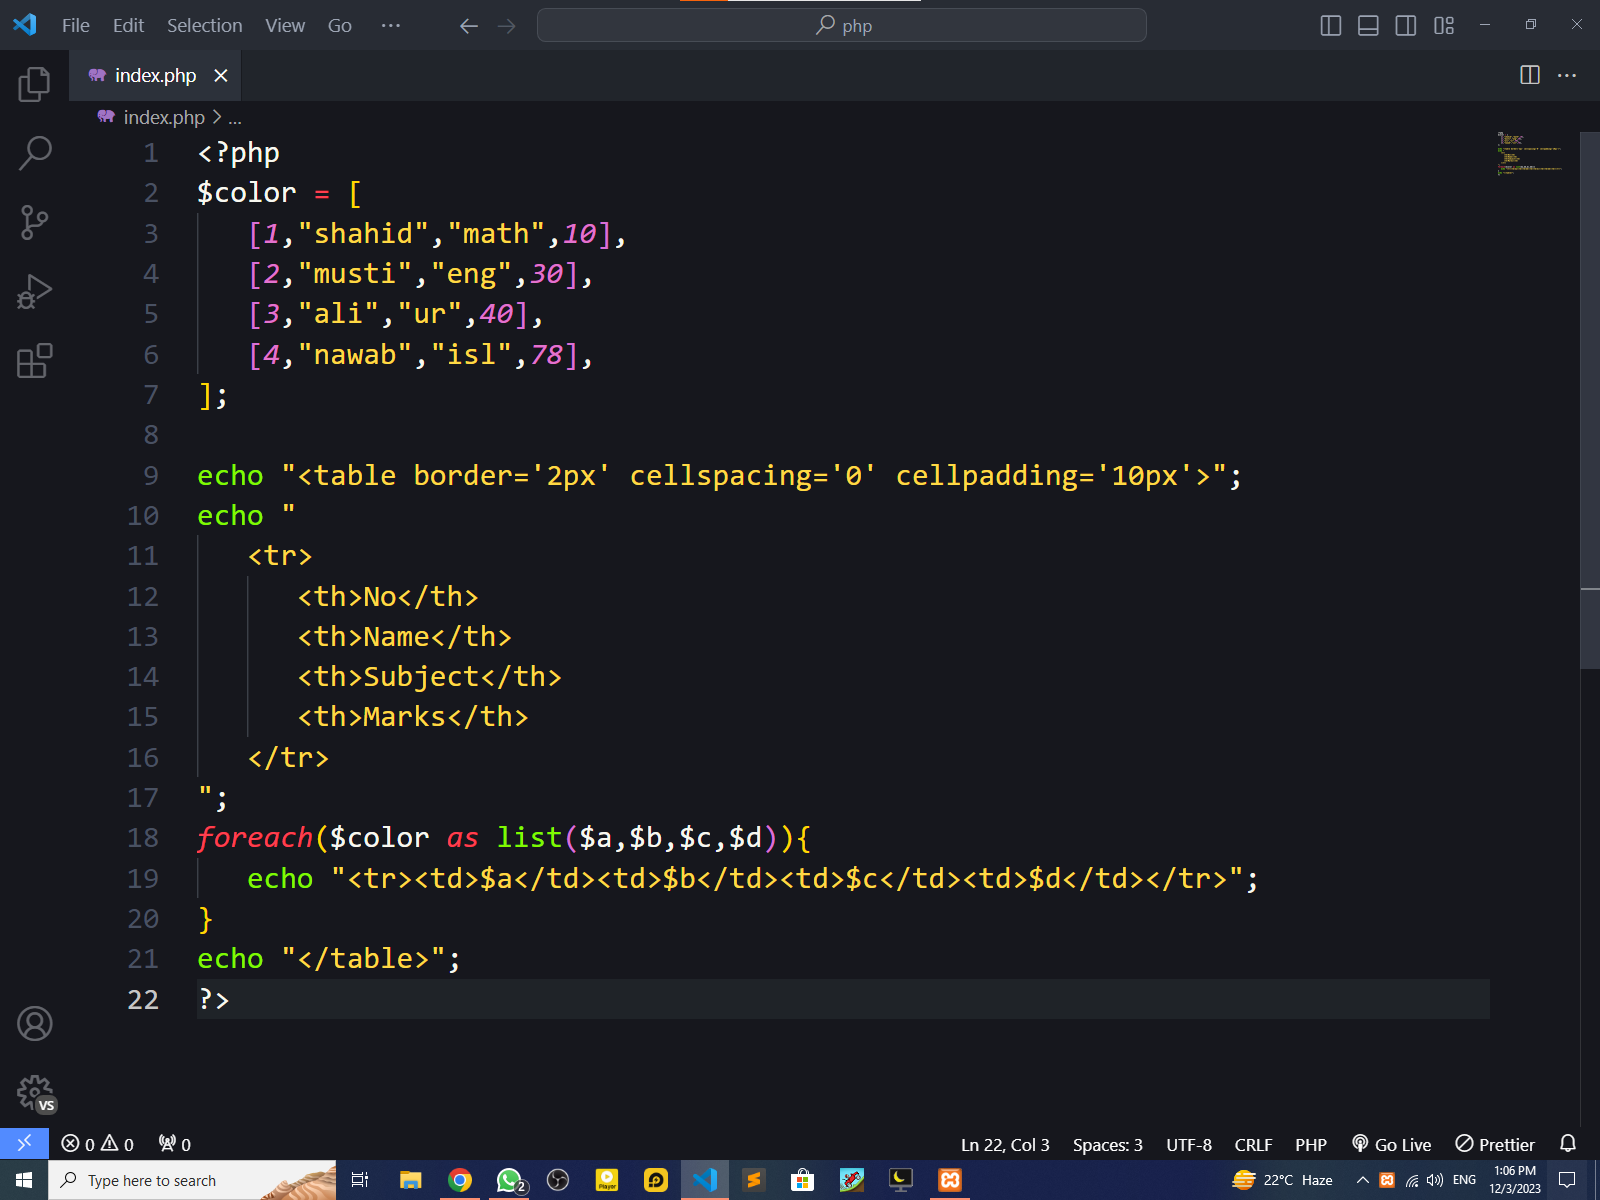 File Edit Selection View Go ··· php
index.php
index.php > ...
1 <?php
2 $color = [
3 [1,"shahid","math",10],
4 [2,"musti","eng",30],
5 [3,"ali","ur",40],
6 [4,"nawab","isl",78],
7 ];
8
9 echo "<table border='2px' cellspacing='0' cellpadding='10px'>";
10 echo "
11 <tr>
12 <th>No</th>
13 <th>Name</th>
14 <th>Subject</th>
15 <th>Marks</th>
16 </tr>
17 ";
18 foreach($color as list($a,$b,$c,$d)){
19 echo "<tr><td>$a</td><td>$b</td><td>$c</td><td>$d</td></tr>";
20 }
21 echo "</table>";
22 ?>
VS
0 0 0 Ln 22, Col 3 Spaces: 3 UTF-8 CRLF PHP Go Live Prettier
Type here to search 2 Player 22°C Haze ENG 1:06 PM
12/3/2023